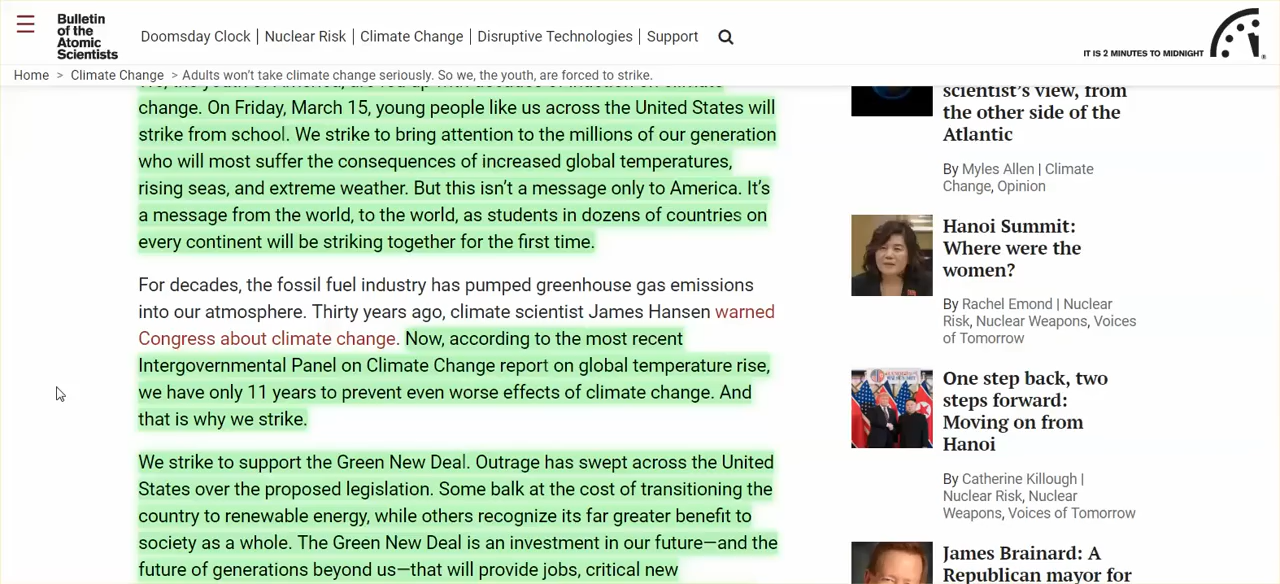 Bulletin
of the
Atomic
Scientists
Doomsday Clock | Nuclear Risk | Climate Change | Disruptive Technologies | Support
IT IS 2 MINUTES TO MIDNIGHT
Home > Climate Change > Adults won't take climate change seriously. So we, the youth, are forced to strike.
change. On Friday, March 15, young people like us across the United States will
strike from school. We strike to bring attention to the millions of our generation
who will most suffer the consequences of increased global temperatures,
rising seas, and extreme weather. But this isn't a message only to America. It's
a message from the world, to the world, as students in dozens of countries on
every continent will be striking together for the first time.
For decades, the fossil fuel industry has pumped greenhouse gas emissions
into our atmosphere. Thirty years ago, climate scientist James Hansen warned
Congress about climate change. Now, according to the most recent
Intergovernmental Panel on Climate Change report on global temperature rise,
we have only 11 years to prevent even worse effects of climate change. And
that is why we strike.
We strike to support the Green New Deal. Outrage has swept across the United
States over the proposed legislation. Some balk at the cost of transitioning the
country to renewable energy, while others recognize its far greater benefit to
society as a whole. The Green New Deal is an investment in our future—and the
future of generations beyond us—that will provide jobs, critical new
scientist's view, from
the other side of the
Atlantic
By Myles Allen | Climate
Change, Opinion
Hanoi Summit:
Where were the
women?
By Rachel Emond | Nuclear
Risk, Nuclear Weapons, Voices
of Tomorrow
One step back, two
steps forward:
Moving on from
Hanoi
By Catherine Killough |
Nuclear Risk, Nuclear
Weapons, Voices of Tomorrow
James Brainard: A
Republican mayor for